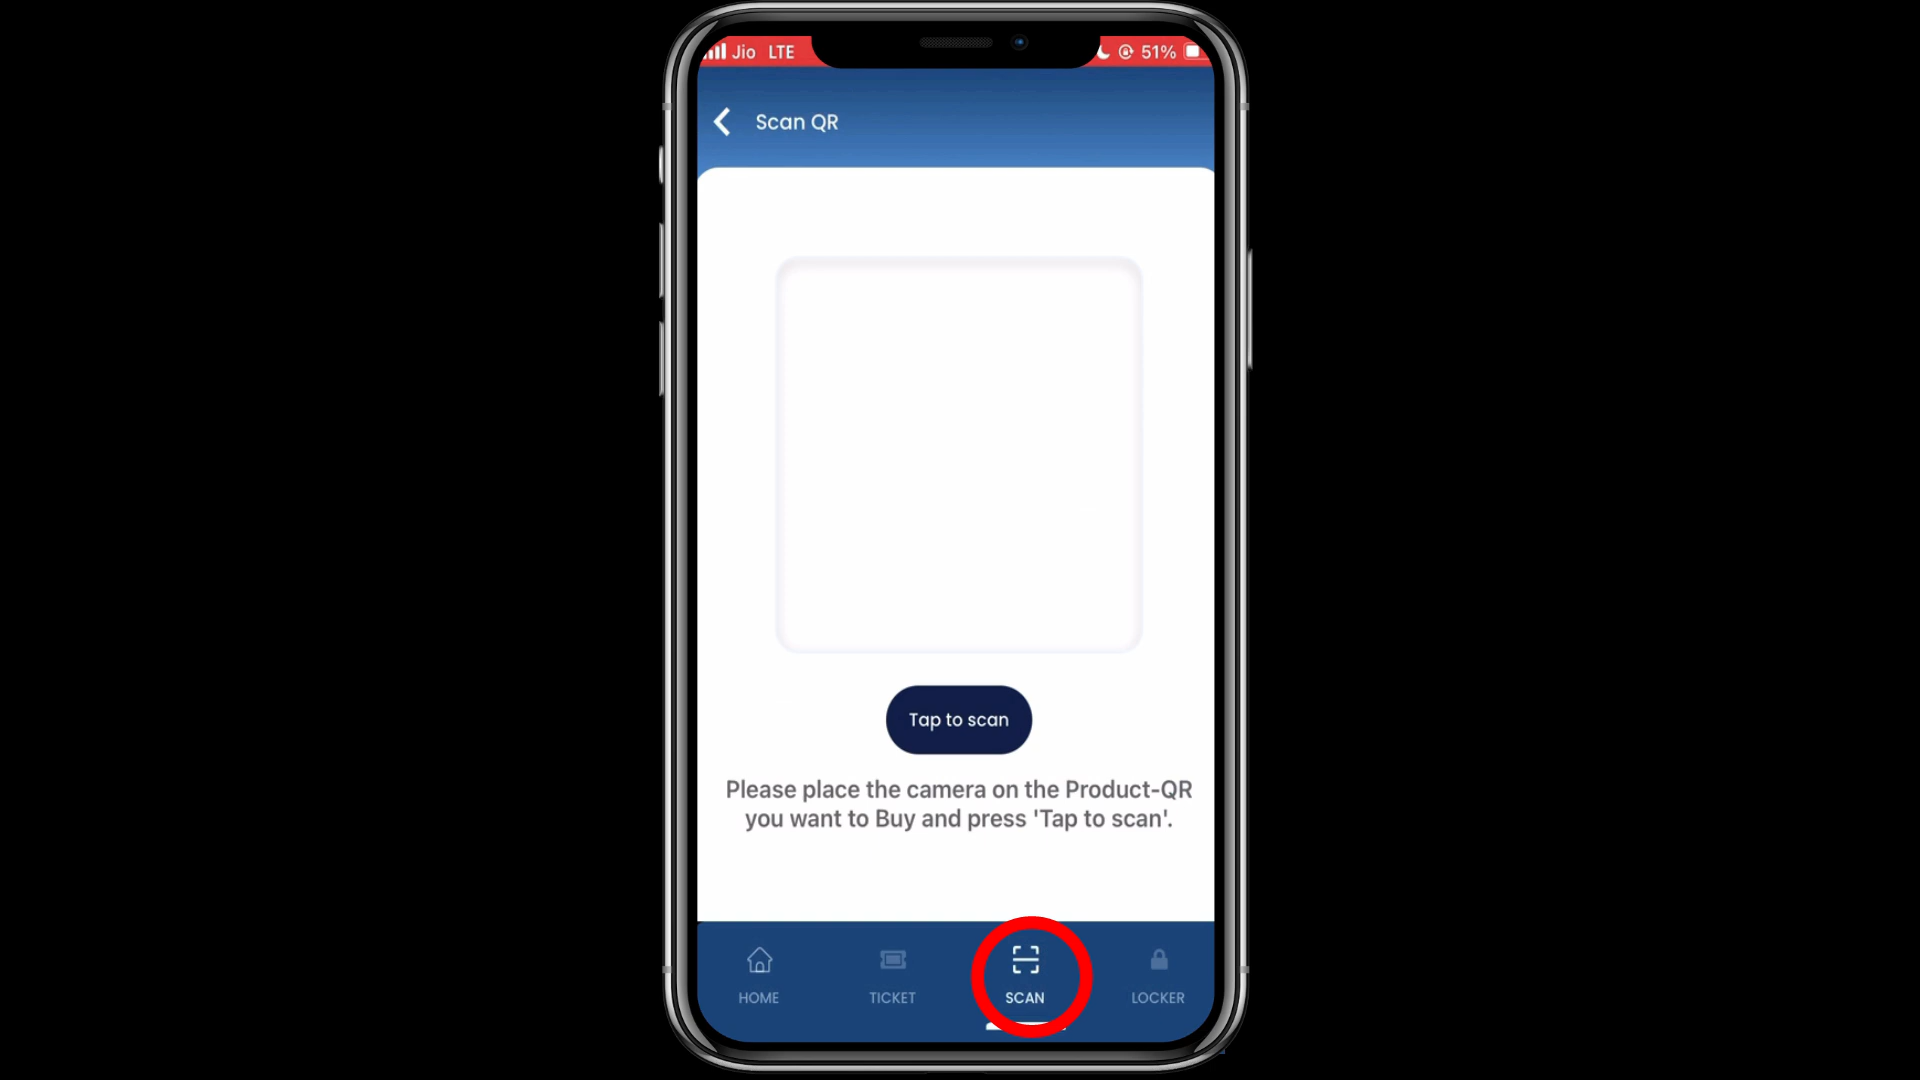 Jio LTE 51%
Scan QR
Tap to scan
Please place the camera on the Product-QR
you want to Buy and press 'Tap to scan'.
HOME TICKET SCAN LOCKER